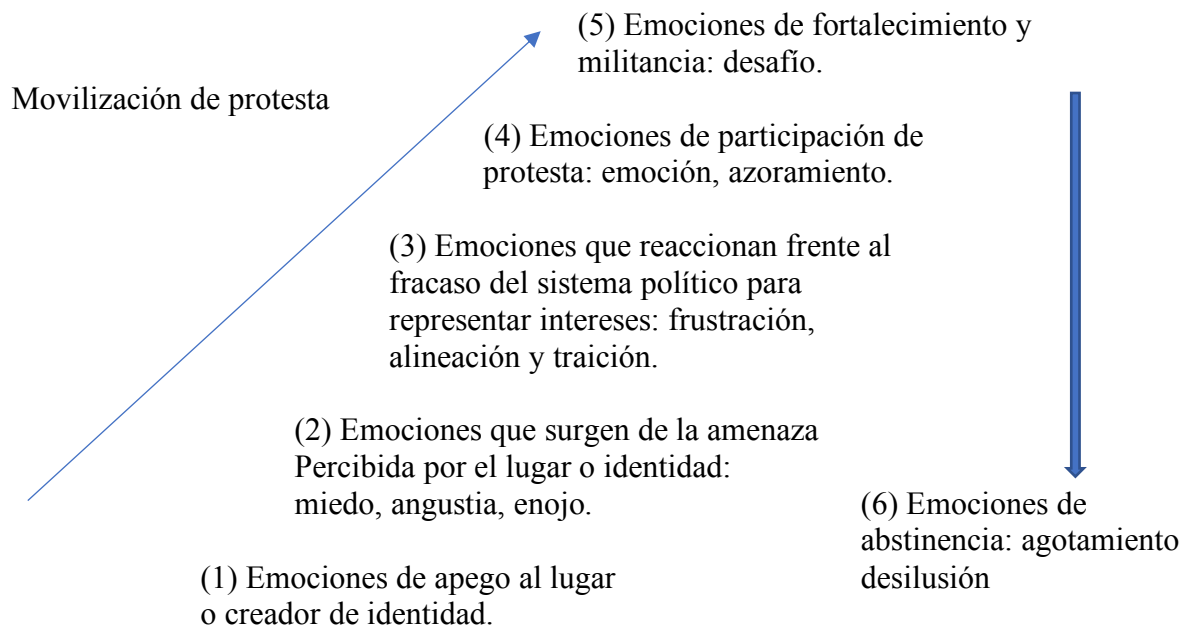 (5) Emociones de fortalecimiento y
militancia: desafío.
Movilización de protesta
(4) Emociones de participación de
protesta: emoción, azoramiento.
(3) Emociones que reaccionan frente al
fracaso del sistema político para
representar intereses: frustración,
alineación y traición.
(2) Emociones que surgen de la amenaza
Percibida por el lugar o identidad:
miedo, angustia, enojo.
(1) Emociones de apego al lugar
o creador de identidad.
(6) Emociones de
abstinencia: agotamiento
desilusión